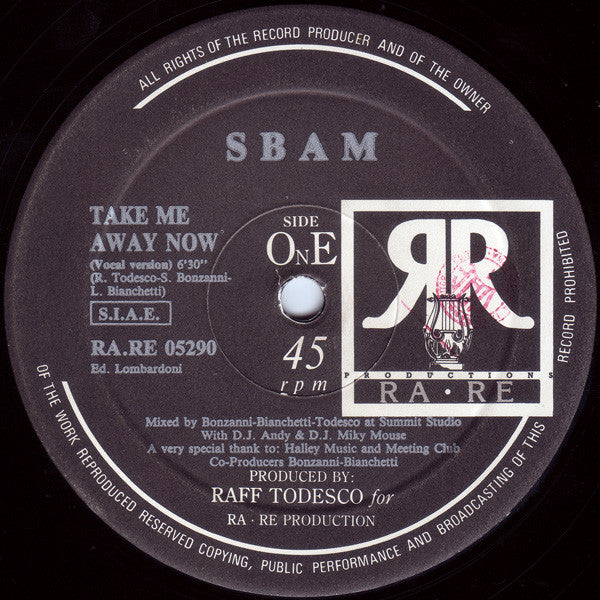 ALL RIGHTS OF THE RECORD PRODUCER AND OF THE OWNER
SBAM
TAKE ME
AWAY NOW
(Vocal version) 6'30"
(R. Todesco-S. Bonzanni-
L. Bianchetti)
S.I.A.E.
RA.RE 05290
Ed. Lombardoni
SIDE
ONE
45
rpm
RR
PRODUCTIONS
RA·RE
Mixed by Bonzanni-Bianchetti-Todesco at Summit Studio
With D.J. Andy & D.J. Miky Mouse
A very special thank to: Halley Music and Meeting Club
Co-Producers Bonzanni-Bianchetti
PRODUCED BY:
RAFF TODESCO for
RA·RE PRODUCTION
OF THE WORK REPRODUCED RESERVED COPYING, PUBLIC PERFORMANCE AND BROADCASTING OF THIS
RECORD PROHIBITED